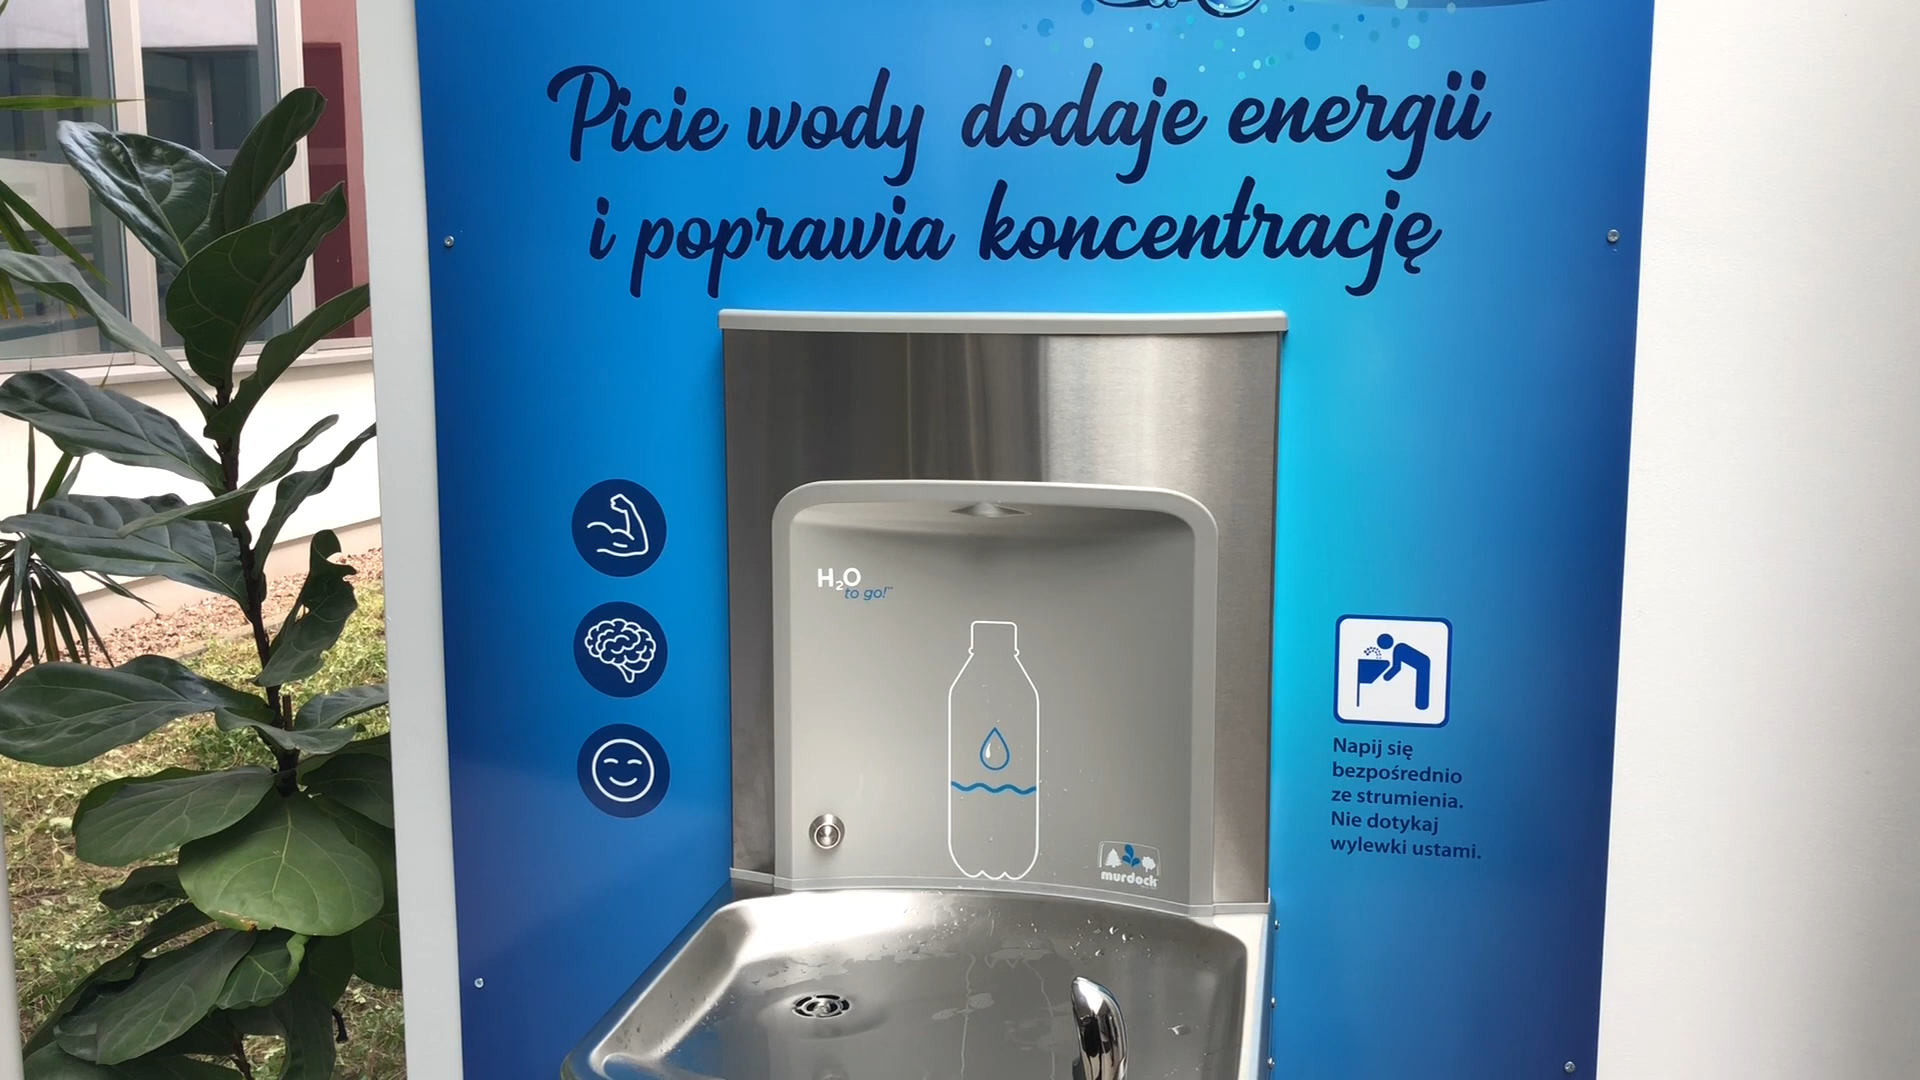 Picie wody dodaje energii
i poprawia koncentrację
H₂O
to go!™
Napij się
bezpośrednio
ze strumienia.
Nie dotykaj
wylewki ustami.
murdock